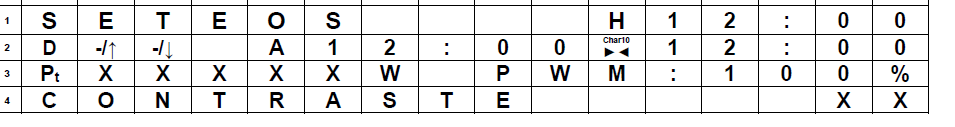 1 S E T E O S H 1 2 : 0 0
2 D -/↑ -/↓ A 1 2 : 0 0 Char10 ►◄ 1 2 : 0 0
3 Pt X X X X X W P W M : 1 0 0 %
4 C O N T R A S T E X X